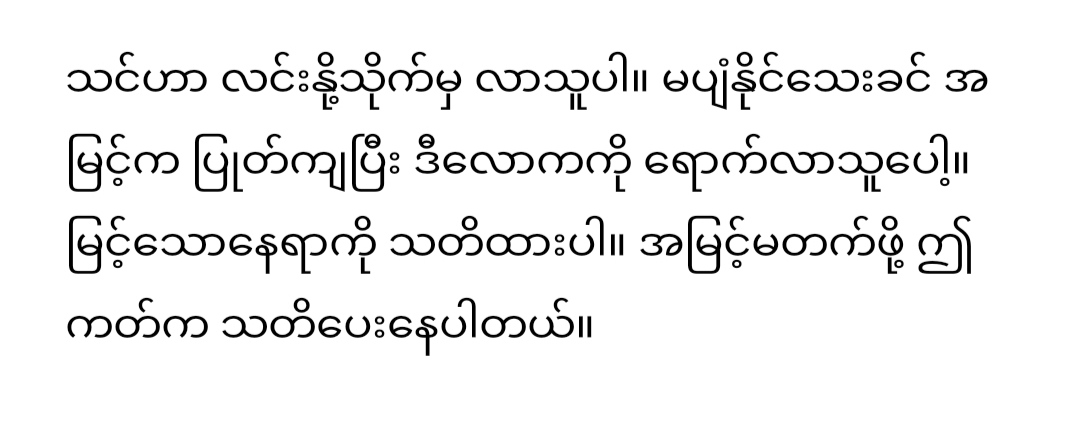 သင်ဟာ လင်းနို့သိုက်မှ လာသူပါ။ မပျံနိုင်သေးခင် အ
မြင့်က ပြုတ်ကျပြီး ဒီလောကကို ရောက်လာသူပေါ့။
မြင့်သောနေရာကို သတိထားပါ။ အမြင့်မတက်ဖို့ ဤ
ကတ်က သတိပေးနေပါတယ်။